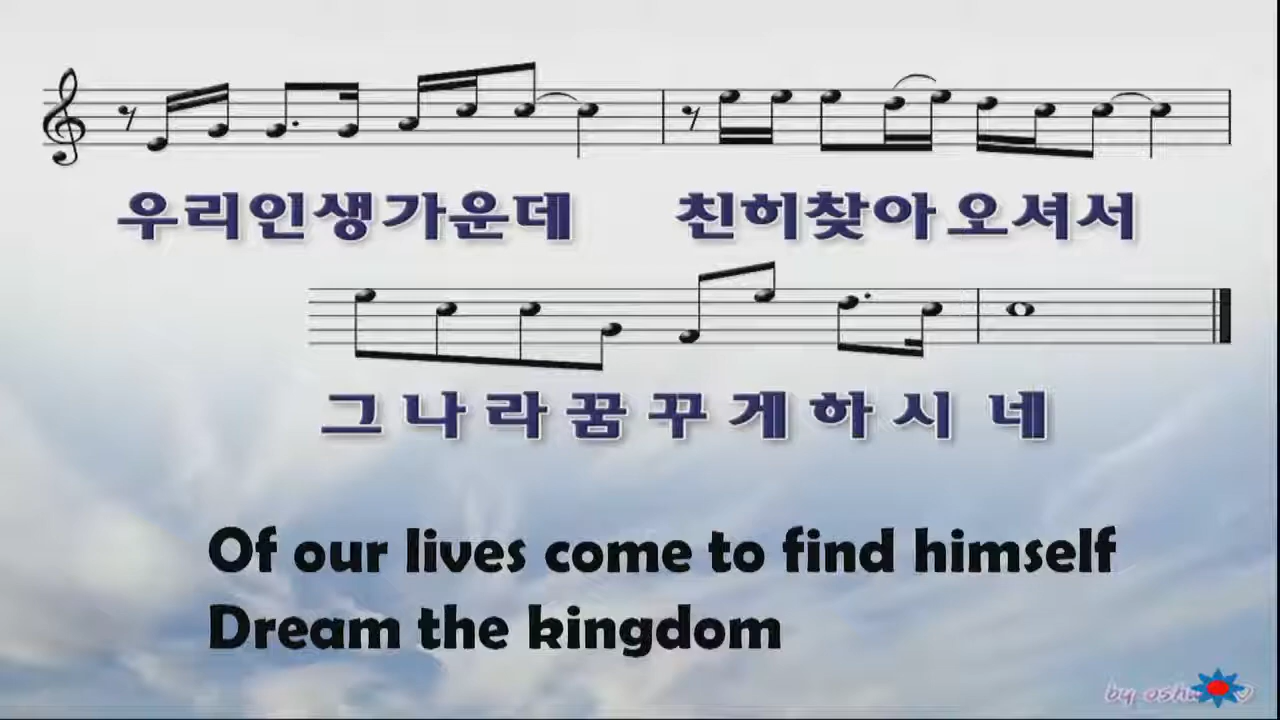 우리인생가운데 친히찾아오셔서
그나라꿈꾸게하시네
Of our lives come to find himself
Dream the kingdom
by